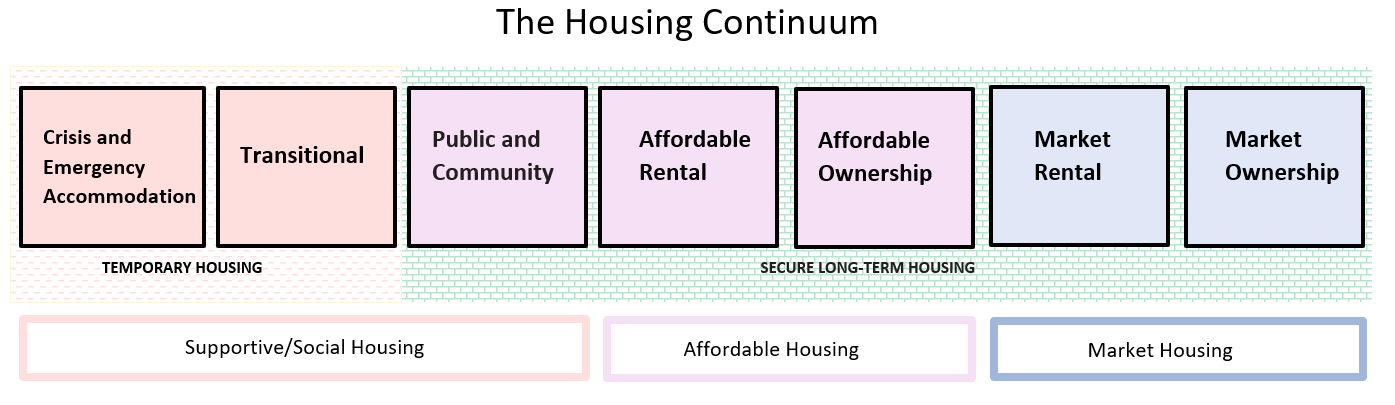 The Housing Continuum
Crisis and
Emergency
Accommodation
Transitional
Public and
Community
Affordable
Rental
Affordable
Ownership
Market
Rental
Market
Ownership
TEMPORARY HOUSING
SECURE LONG-TERM HOUSING
Supportive/Social Housing
Affordable Housing
Market Housing